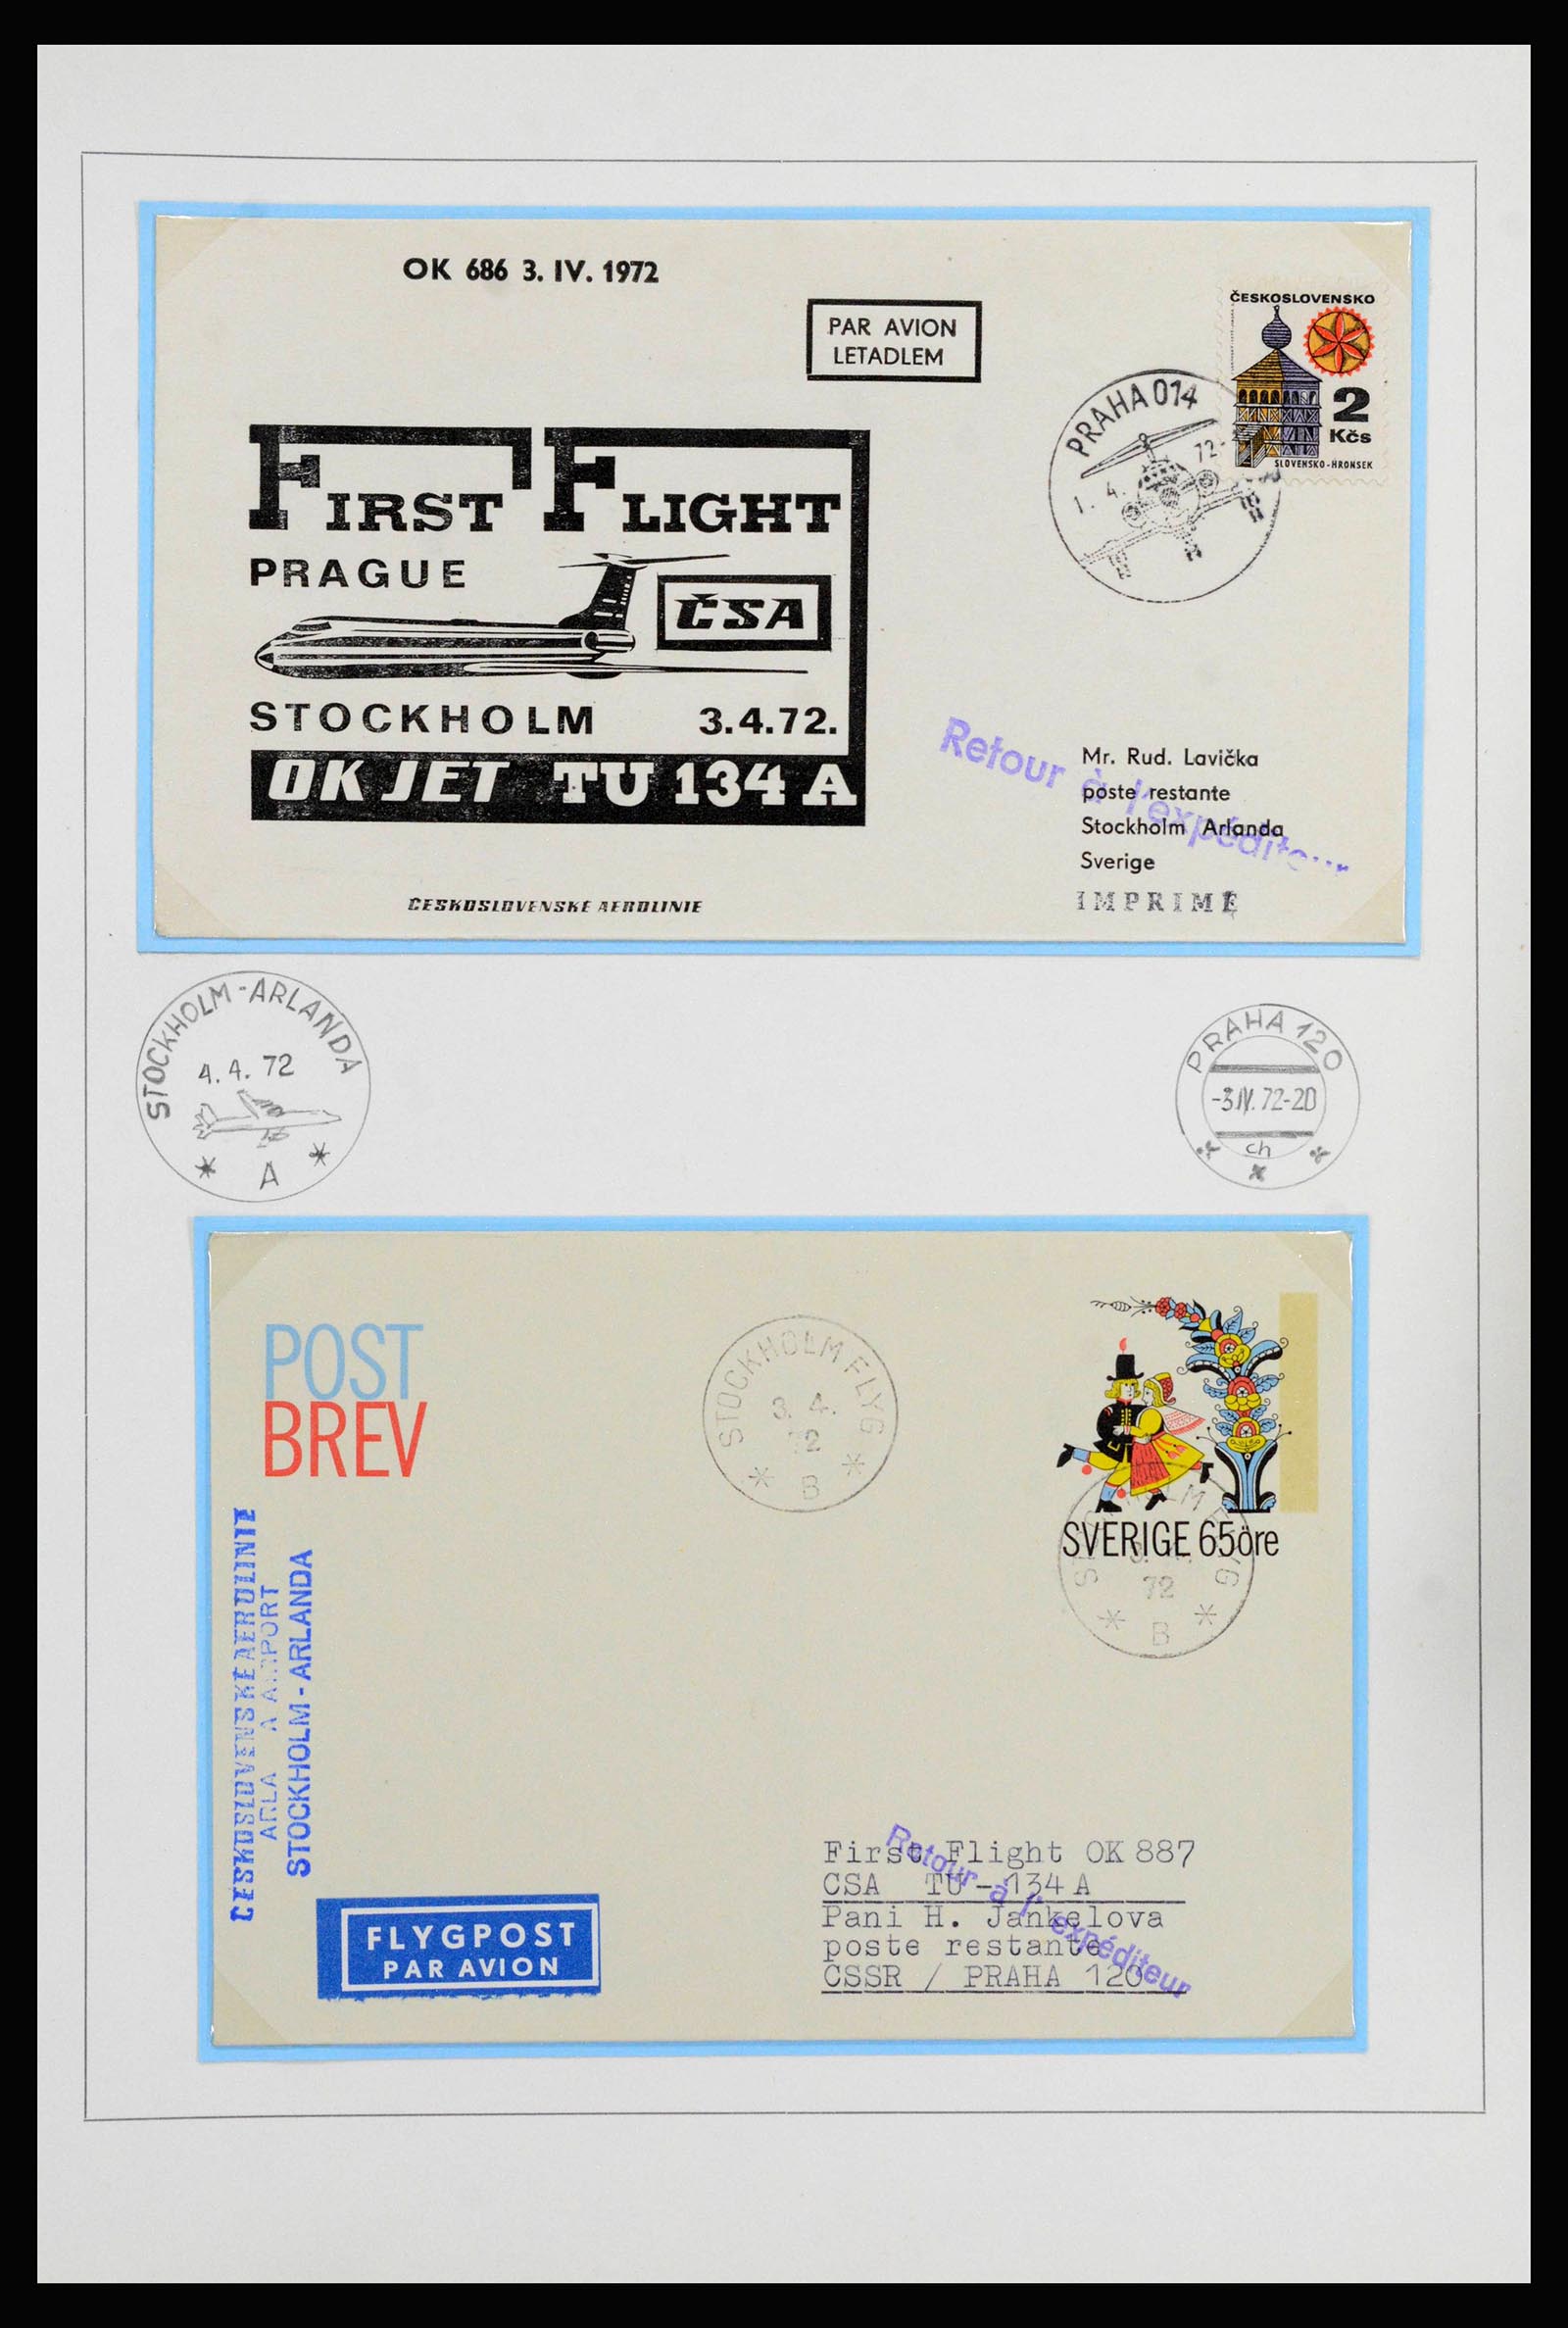 OK 686 3. IV. 1972
PAR AVION
LETADLEM
ČESKOSLOVENSKO
2
Kčs
SLOVENSKO-HRONSEK
PRAHA 014
1. 4. 72-
FIRST FLIGHT
PRAGUE
ČSA
STOCKHOLM 3.4.72.
OK JET TU 134 A
Retour à l'expéditeur
Mr. Rud. Lavička
poste restante
Stockholm Arlanda
Sverige
IMPRIMÉ
ČESKOSLOVENSKÉ AEROLINIE
STOCKHOLM-ARLANDA
4.4.72
* A *
PRAHA 120
-3.IV.72-20
ch
POST
BREV
STOCKHOLM FLYG
3. 4.
72
* B *
SVERIGE 65öre
72
* B *
ČESKOSLOVENSKÉ AEROLINIE
STOCKHOLM - ARLANDA
FLYGPOST
PAR AVION
Retour à l'expéditeur
First Flight OK 887
CSA TU-134 A
Pani H. Jankelova
poste restante
CSSR / PRAHA 120